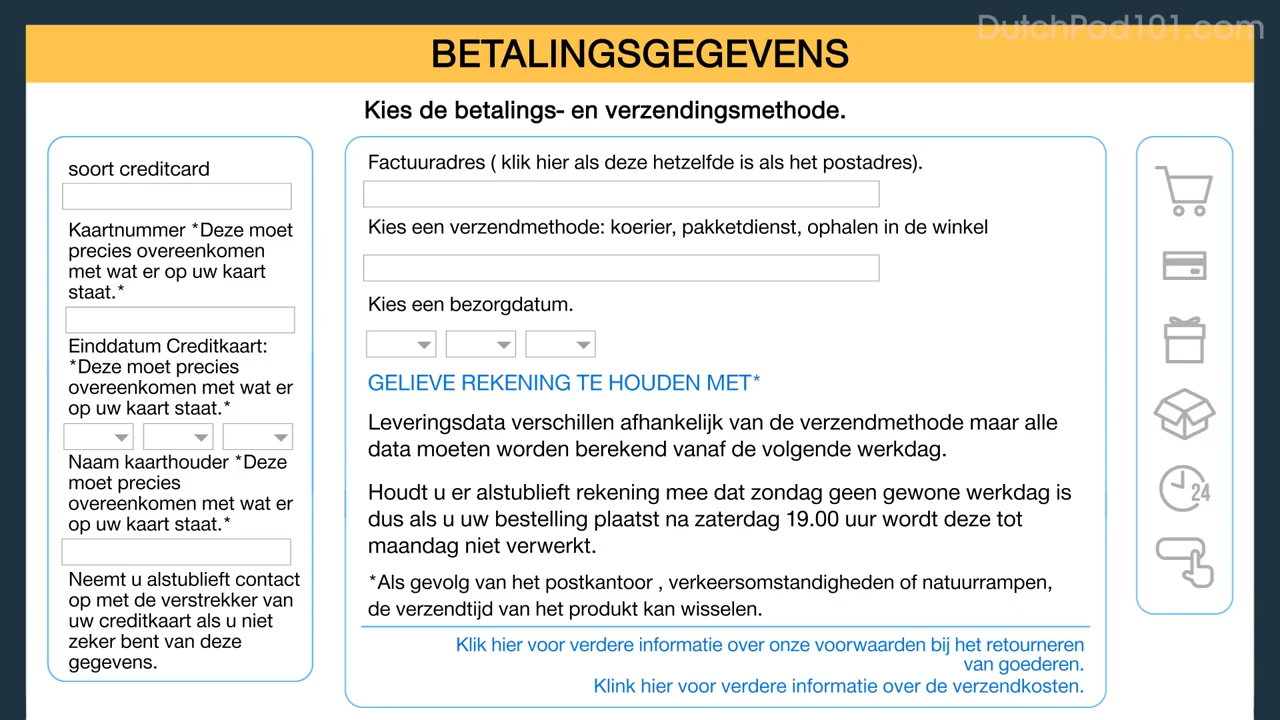 DutchPod101.com
BETALINGSGEGEVENS
Kies de betalings- en verzendingsmethode.
soort creditcard
Kaartnummer *Deze moet
precies overeenkomen
met wat er op uw kaart
staat.*
Einddatum Creditkaart:
*Deze moet precies
overeenkomen met wat er
op uw kaart staat.*
Naam kaarthouder *Deze
moet precies
overeenkomen met wat er
op uw kaart staat.*
Neemt u alstublieft contact
op met de verstrekker van
uw creditkaart als u niet
zeker bent van deze
gegevens.
Factuuradres ( klik hier als deze hetzelfde is als het postadres).
Kies een verzendmethode: koerier, pakketdienst, ophalen in de winkel
Kies een bezorgdatum.
GELIEVE REKENING TE HOUDEN MET*
Leveringsdata verschillen afhankelijk van de verzendmethode maar alle
data moeten worden berekend vanaf de volgende werkdag.
Houdt u er alstublieft rekening mee dat zondag geen gewone werkdag is
dus als u uw bestelling plaatst na zaterdag 19.00 uur wordt deze tot
maandag niet verwerkt.
*Als gevolg van het postkantoor , verkeersomstandigheden of natuurrampen,
de verzendtijd van het produkt kan wisselen.
Klik hier voor verdere informatie over onze voorwaarden bij het retourneren
van goederen.
Klink hier voor verdere informatie over de verzendkosten.
24